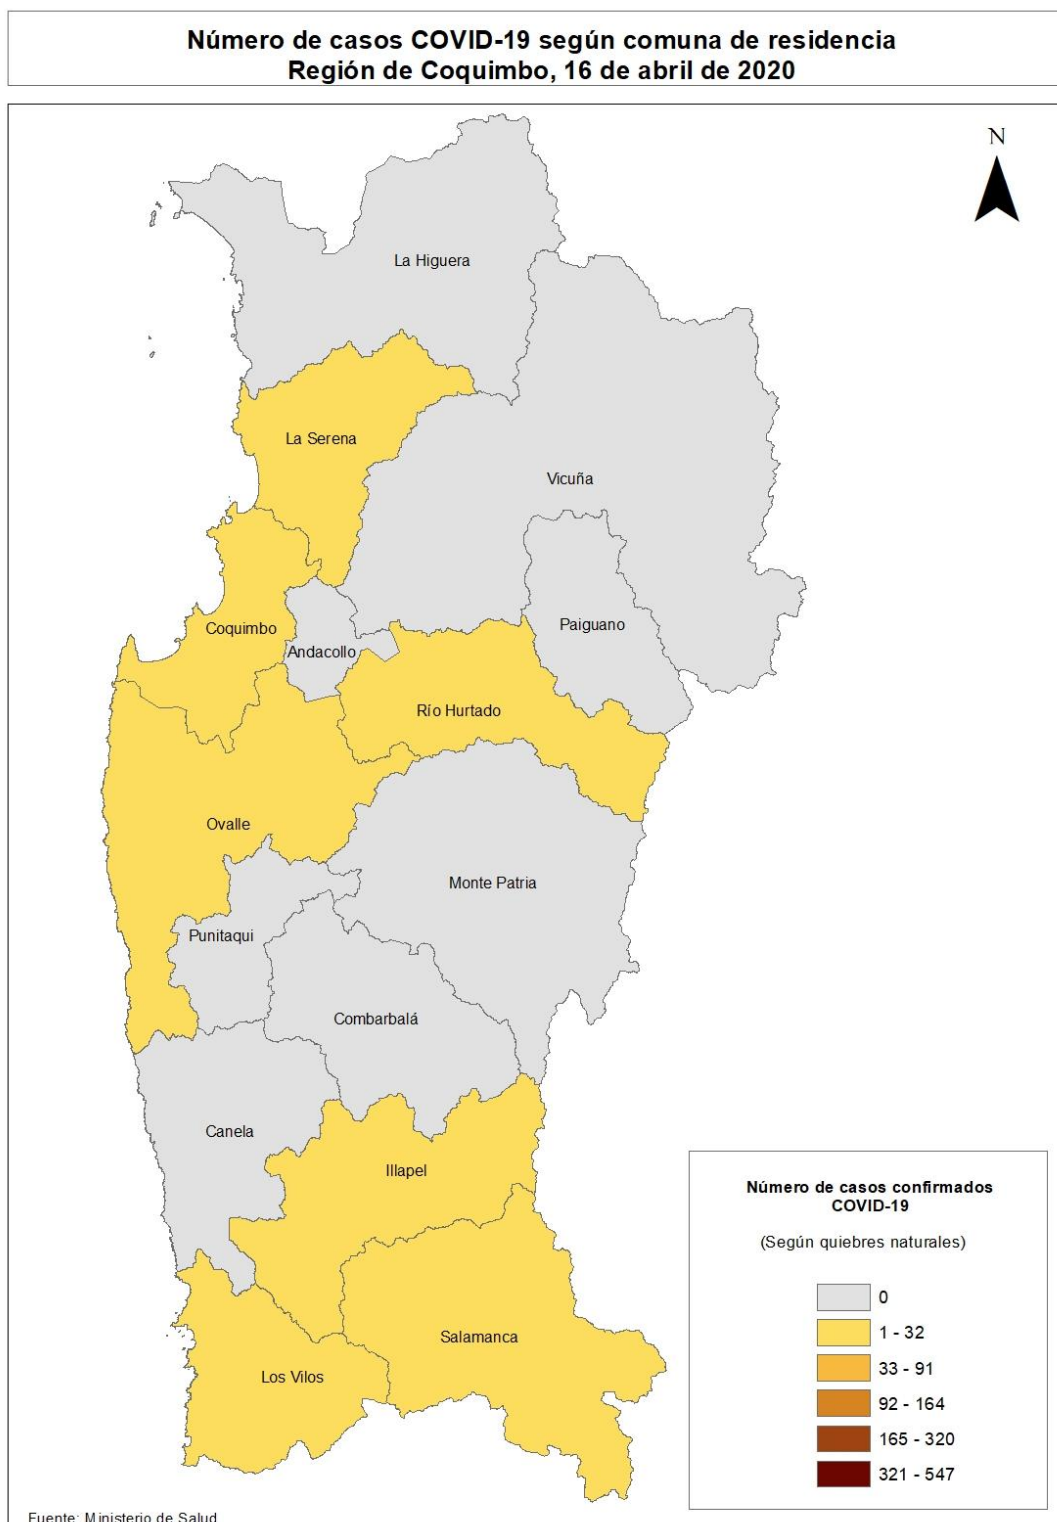 Número de casos COVID-19 según comuna de residencia
Región de Coquimbo, 16 de abril de 2020
N
La Higuera
La Serena
Vicuña
Coquimbo
Andacollo
Paiguano
Río Hurtado
Ovalle
Monte Patria
Punitaqui
Combarbalá
Canela
Illapel
Salamanca
Los Vilos
Número de casos confirmados
COVID-19
(Según quiebres naturales)
0
1 - 32
33 - 91
92 - 164
165 - 320
321 - 547
Fuente: Ministerio de Salud